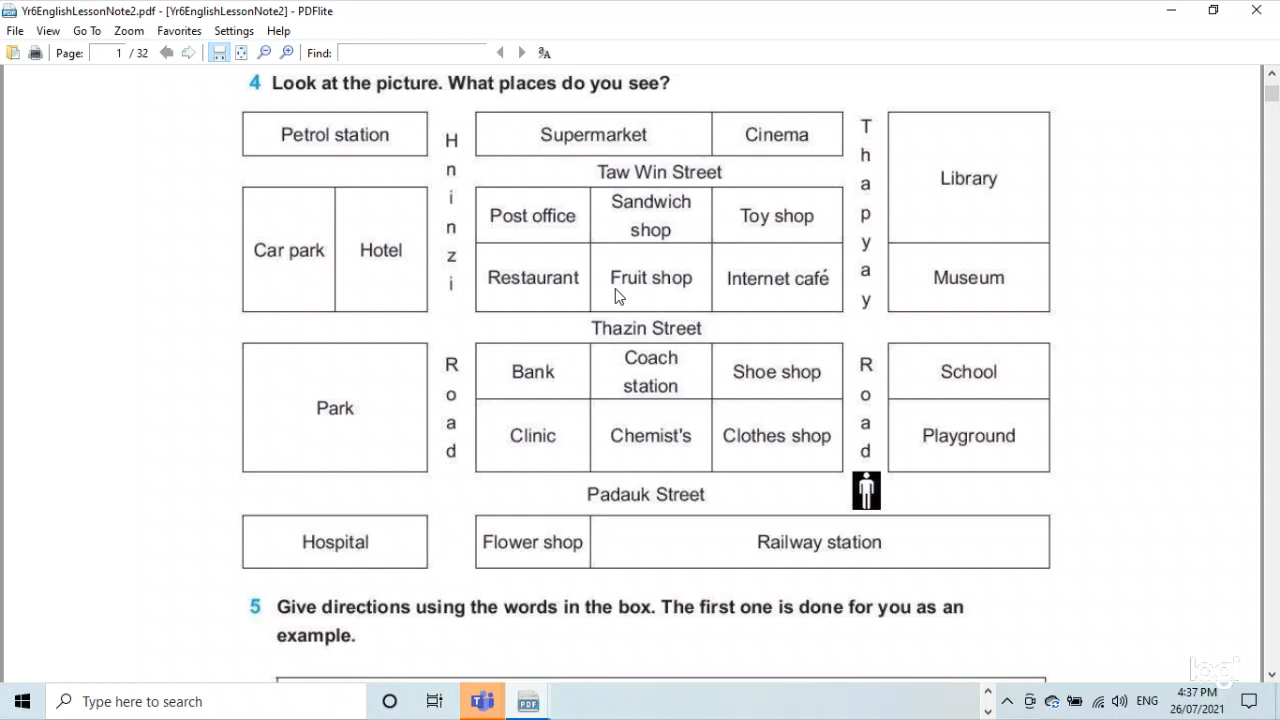 Yr6EnglishLessonNote2.pdf - [Yr6EnglishLessonNote2] - PDFlite
File View Go To Zoom Favorites Settings Help
Page: 1 / 32 Find:
4 Look at the picture. What places do you see?
Petrol station
Supermarket
Cinema
Library
Taw Win Street
Car park
Hotel
Post office
Sandwich
shop
Toy shop
Restaurant
Fruit shop
Internet café
Museum
Hninzi Road
Thapyay Road
Thazin Street
Park
Bank
Coach
station
Shoe shop
School
Clinic
Chemist's
Clothes shop
Playground
Padauk Street
Hospital
Flower shop
Railway station
5 Give directions using the words in the box. The first one is done for you as an
example.
logi
Type here to search
ENG
4:37 PM
26/07/2021